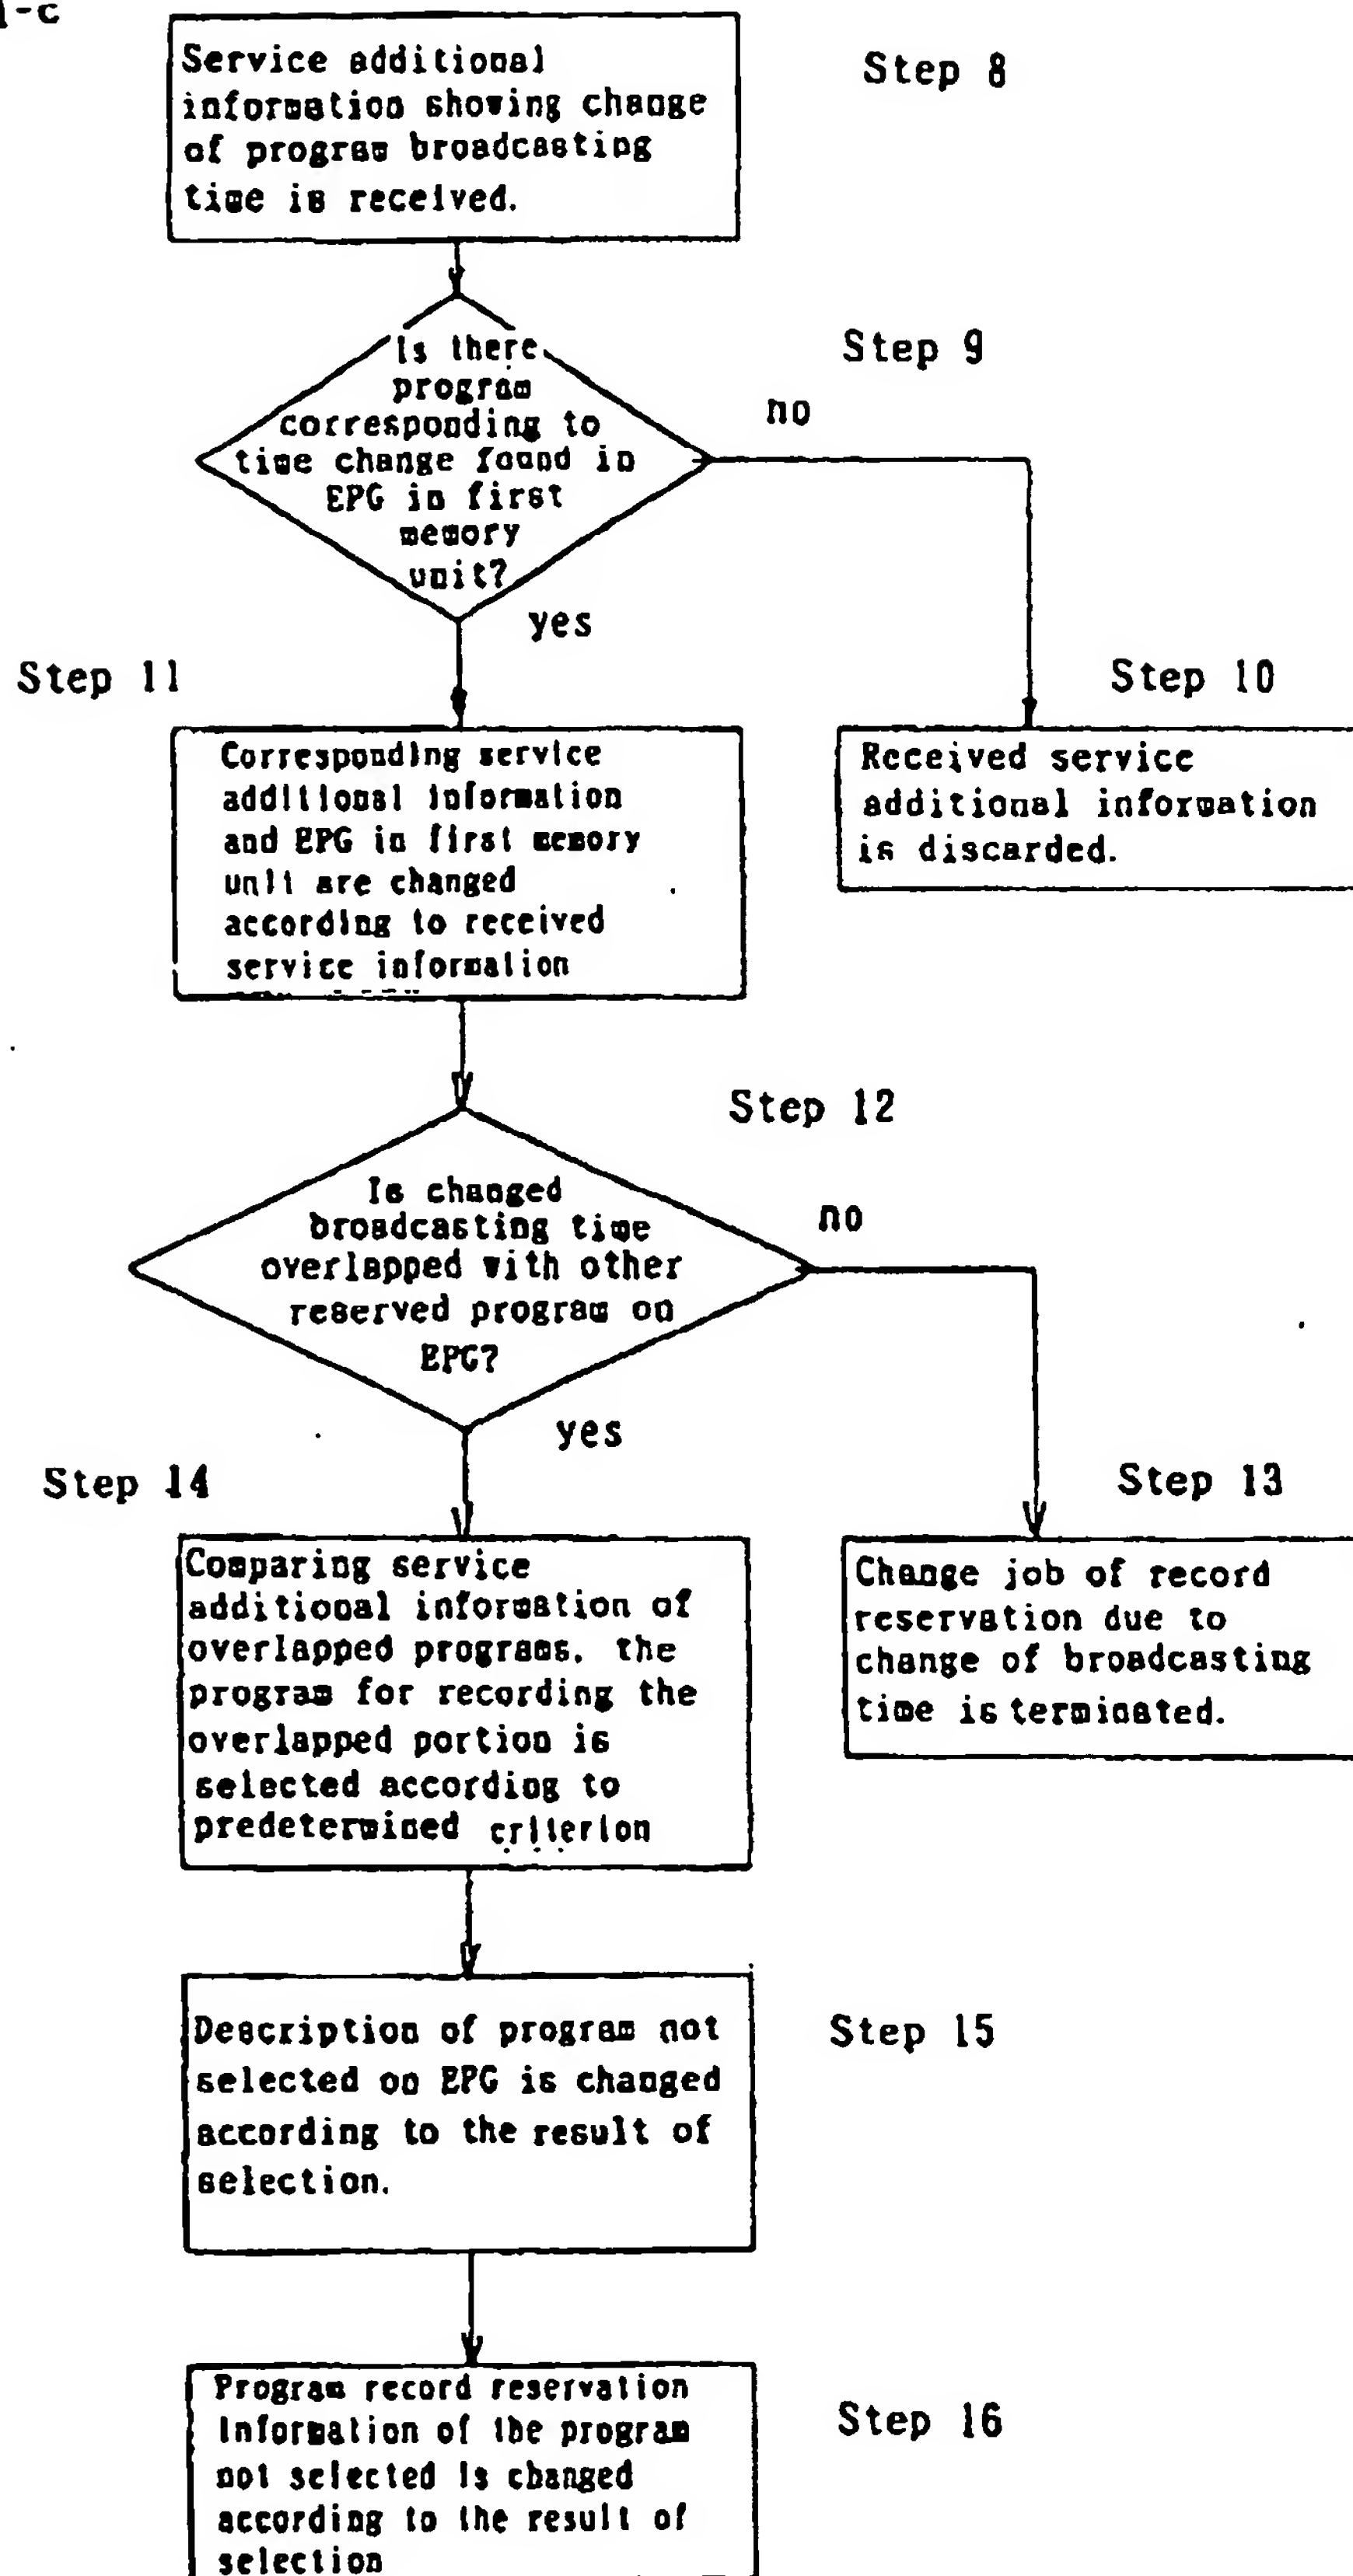 1-c
Service additional
information showing change
of program broadcasting
time is received.
Step 8
Is there
program
corresponding to
time change found in
EPG in first
memory
unit?
Step 9
no
yes
Step 11
Step 10
Corresponding service
additional information
and EPG in first memory
unit are changed
according to received
service information
Received service
additional information
is discarded.
Step 12
Is changed
broadcasting time
overlapped with other
reserved program on
EPG?
no
yes
Step 14
Step 13
Comparing service
additional information of
overlapped programs, the
program for recording the
overlapped portion is
selected according to
predetermined criterion
Change job of record
reservation due to
change of broadcasting
time is terminated.
Description of program not
selected on EPG is changed
according to the result of
selection.
Step 15
Program record reservation
Information of the program
not selected is changed
according to the result of
selection
Step 16